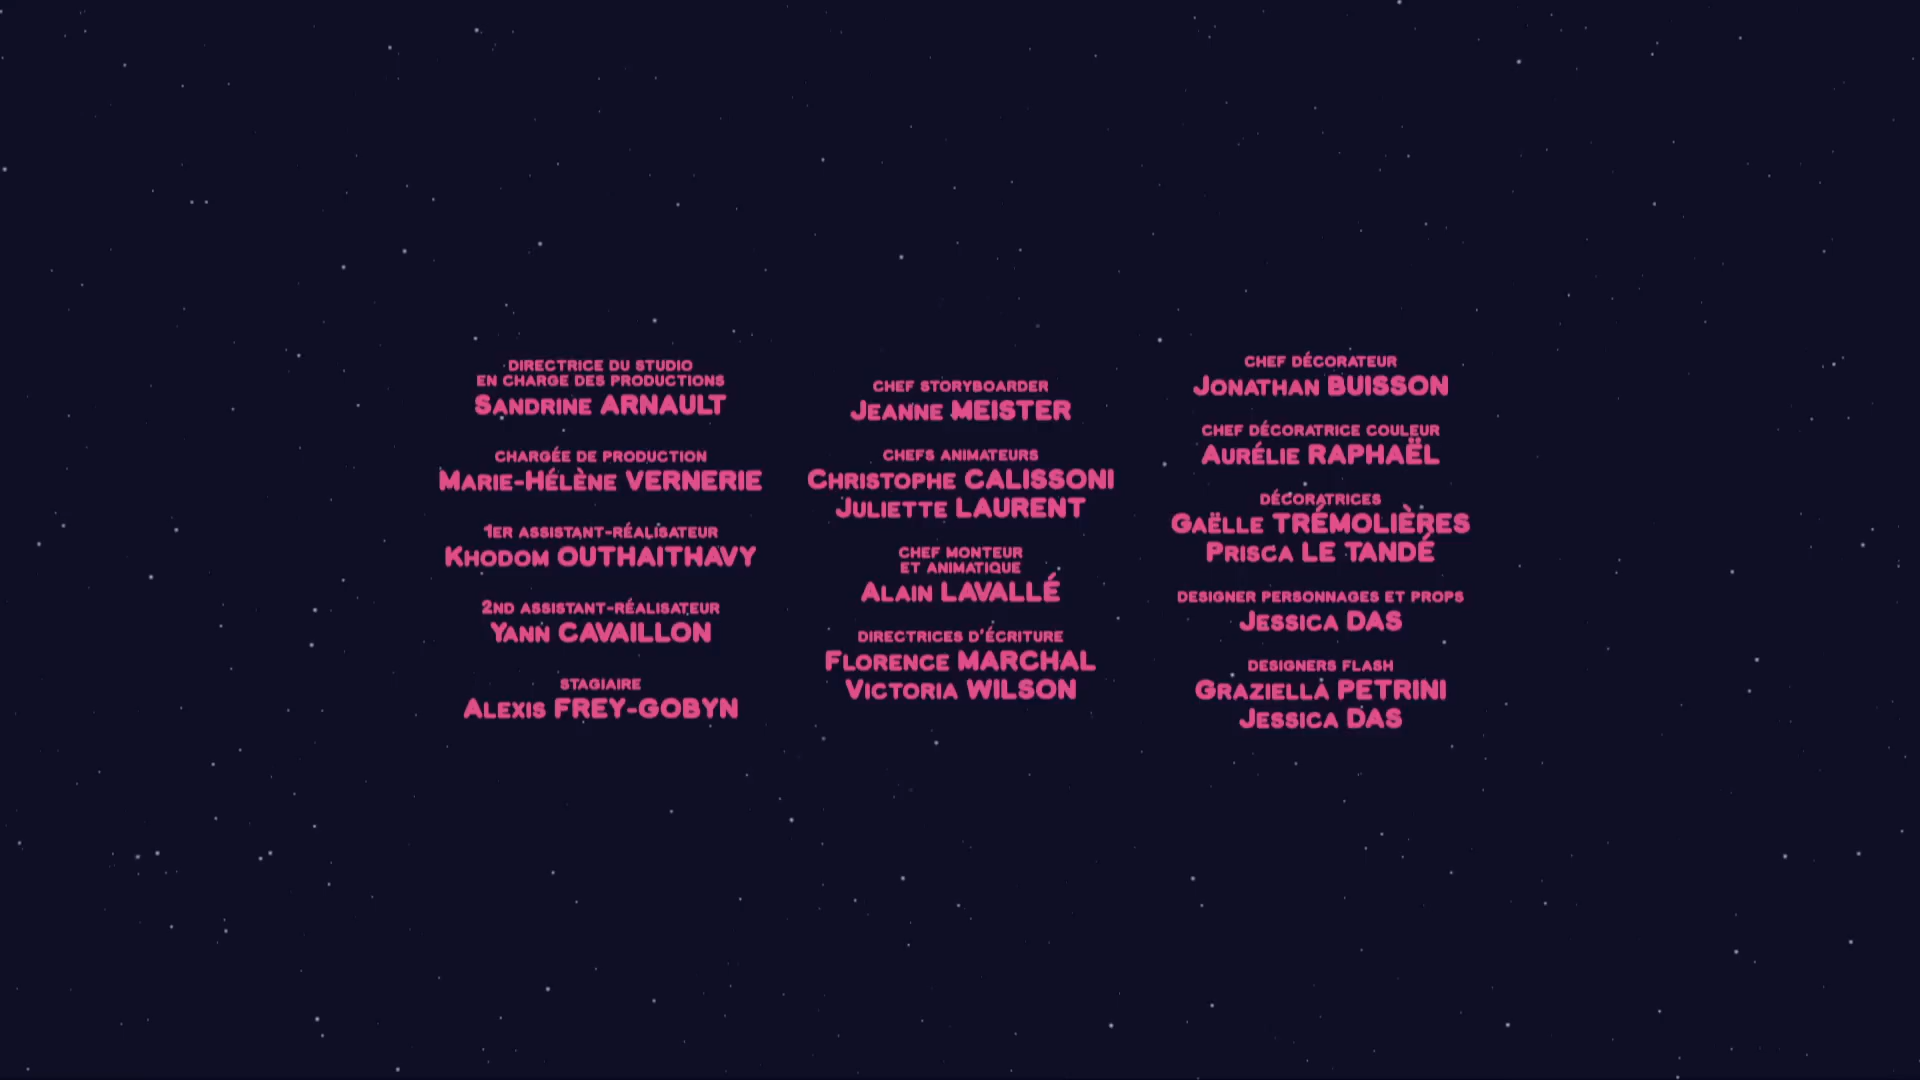 DIRECTRICE DU STUDIO
EN CHARGE DES PRODUCTIONS
SANDRINE ARNAULT
CHARGÉE DE PRODUCTION
MARIE-HÉLÈNE VERNERIE
1ER ASSISTANT-RÉALISATEUR
KHODOM OUTHAITHAVY
2ND ASSISTANT-RÉALISATEUR
YANN CAVAILLON
STAGIAIRE
ALEXIS FREY-GOBYN
CHEF STORYBOARDER
JEANNE MEISTER
CHEFS ANIMATEURS
CHRISTOPHE CALISSONI
JULIETTE LAURENT
CHEF MONTEUR
ET ANIMATIQUE
ALAIN LAVALLÉ
DIRECTRICES D'ÉCRITURE
FLORENCE MARCHAL
VICTORIA WILSON
CHEF DÉCORATEUR
JONATHAN BUISSON
CHEF DÉCORATRICE COULEUR
AURÉLIE RAPHAËL
DÉCORATRICES
GAËLLE TRÉMOLIÈRES
PRISCA LE TANDÉ
DESIGNER PERSONNAGES ET PROPS
JESSICA DAS
DESIGNERS FLASH
GRAZIELLA PETRINI
JESSICA DAS